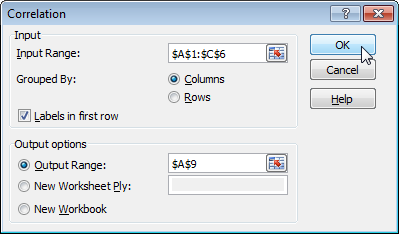 Correlation
?
Input
Input Range: $A$1:$C$6
Grouped By: Columns
Rows
Labels in first row
OK
Cancel
Help
Output options
Output Range: $A$9
New Worksheet Ply:
New Workbook